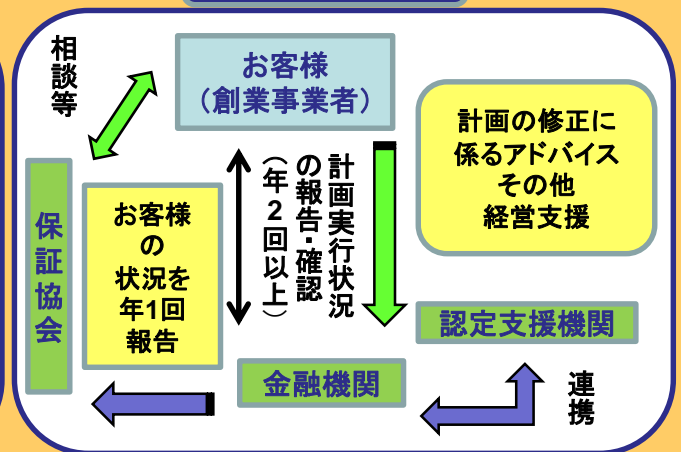 相談等
お客様
（創業事業者）
計画の修正に
係るアドバイス
その他
経営支援
計画実行状況
の報告・確認
（年2回以上）
保証協会
お客様
の
状況を
年1回
報告
認定支援機関
金融機関
連携